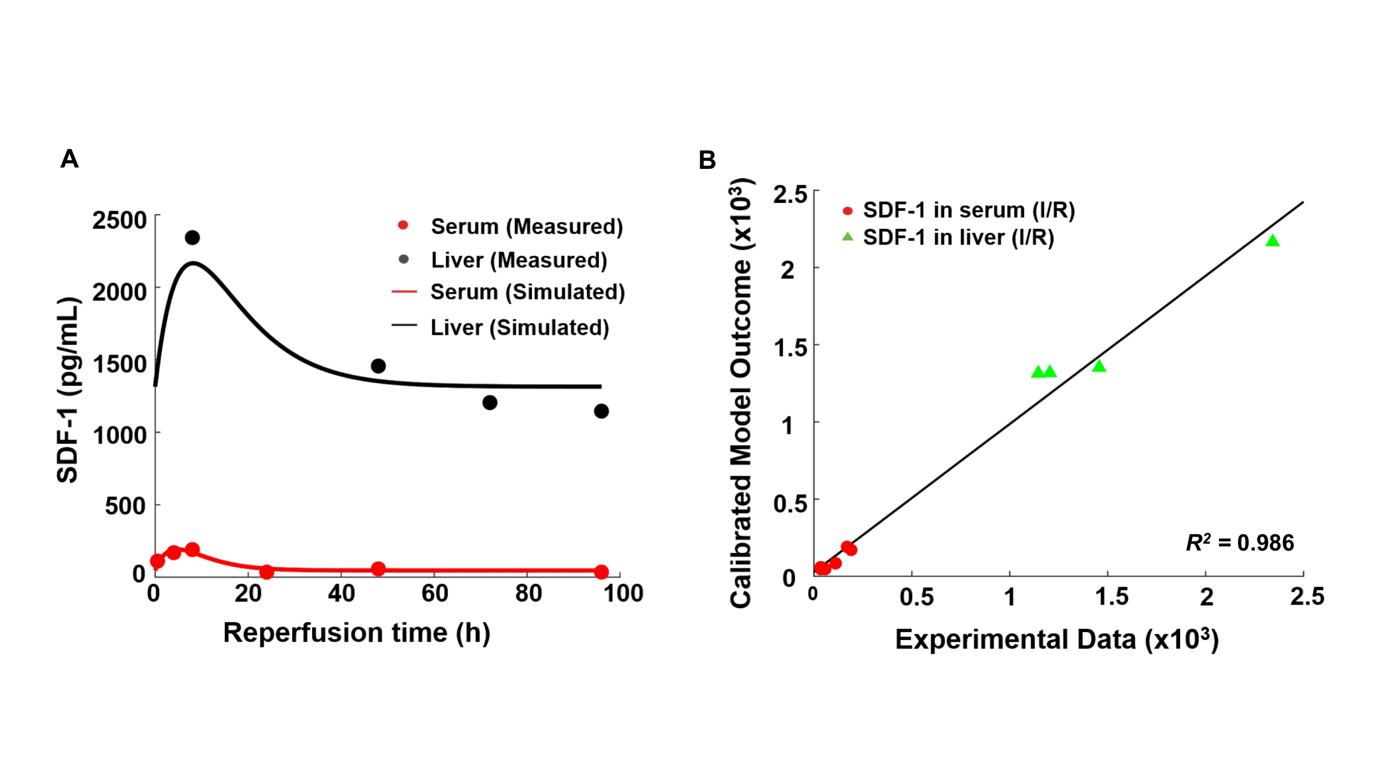 A
SDF-1 (pg/mL)
2500
2000
1500
1000
500
0
0 20 40 60 80 100
Reperfusion time (h)
Serum (Measured)
Liver (Measured)
Serum (Simulated)
Liver (Simulated)
B
Calibrated Model Outcome (x10³)
2.5
2
1.5
1
0.5
0
0 0.5 1 1.5 2 2.5
Experimental Data (x10³)
SDF-1 in serum (I/R)
SDF-1 in liver (I/R)
R² = 0.986